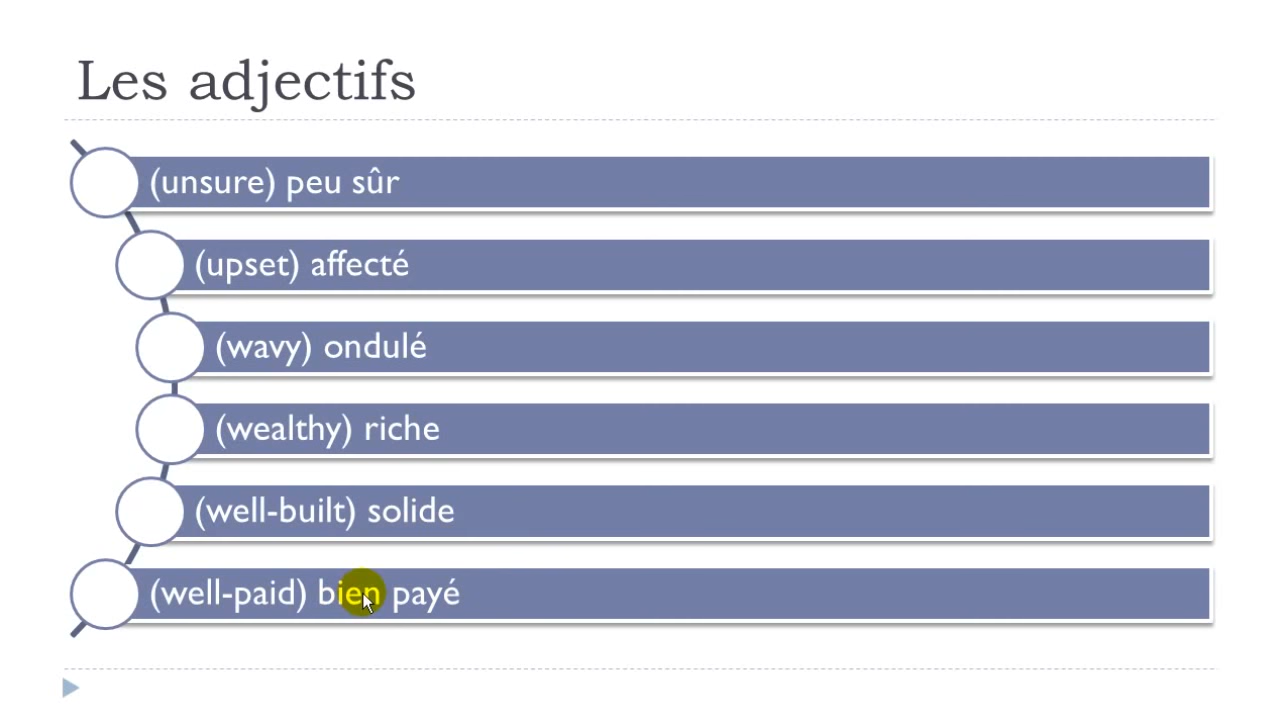 Les adjectifs
(unsure) peu sûr
(upset) affecté
(wavy) ondulé
(wealthy) riche
(well-built) solide
(well-paid) bien payé